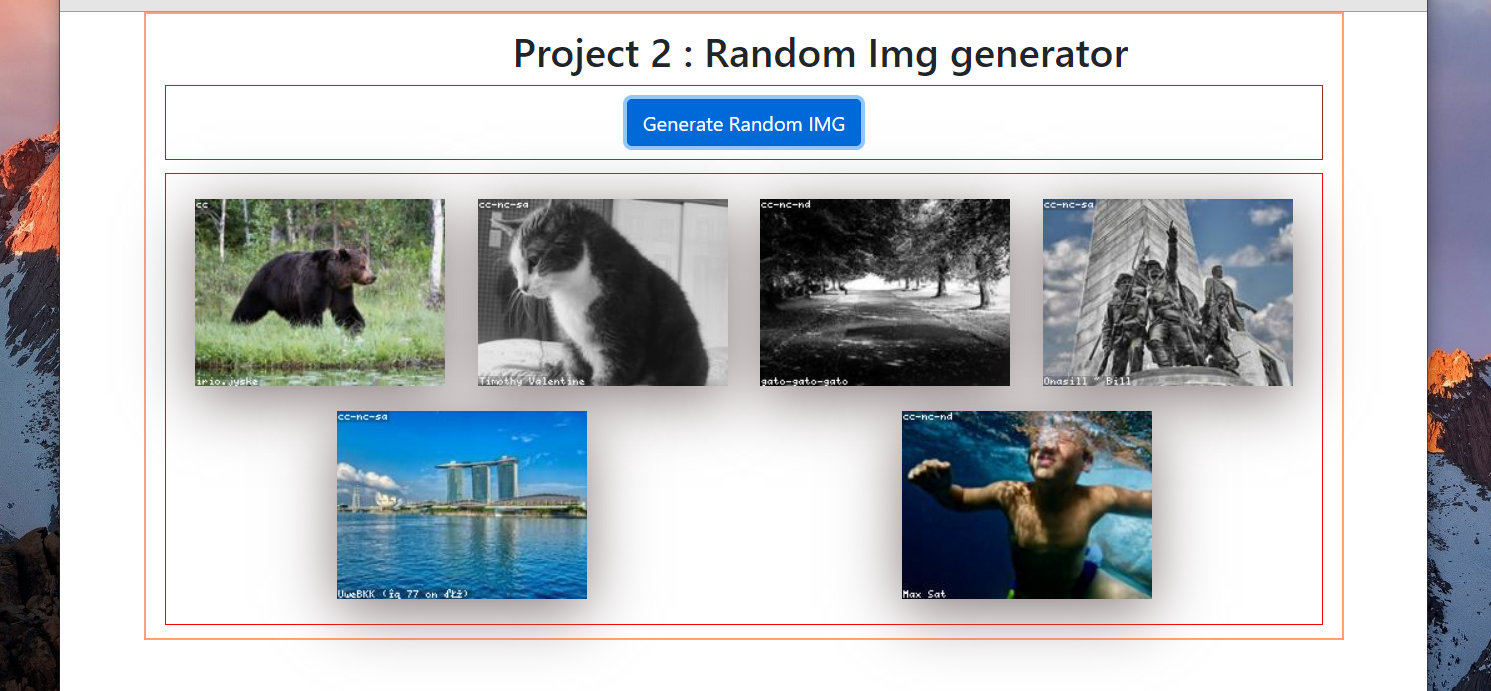 Project 2 : Random Img generator
Generate Random IMG
cc
cc-nc-sa
cc-nc-nd
cc-nc-sa
irio.jyske
Timothy Valentine
gato-gato-gato
Onasill ~ Bill
cc-nc-sa
cc-nc-nd
UweBKK (
77 on
Max Sat